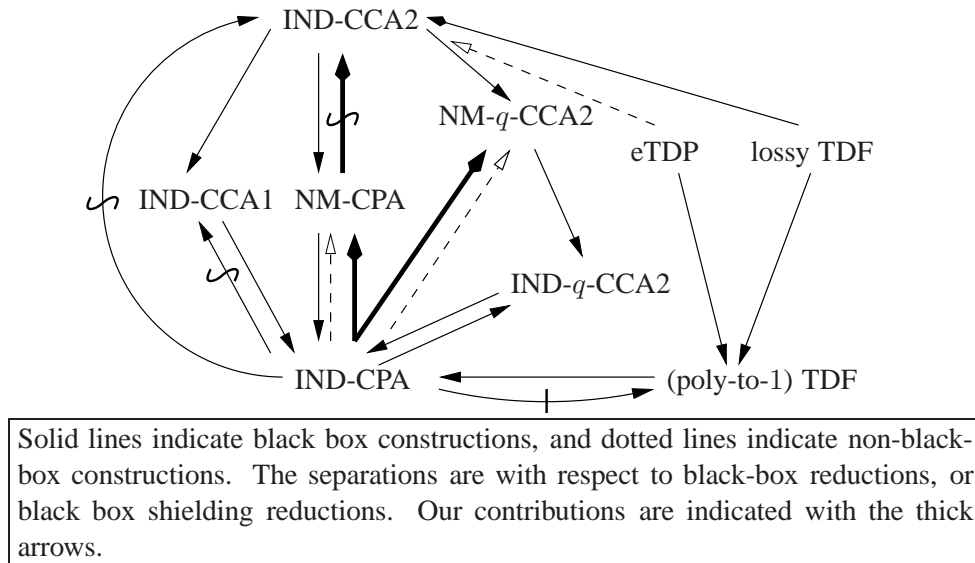 IND-CCA2
NM-q-CCA2
eTDP
lossy TDF
IND-CCA1
NM-CPA
IND-q-CCA2
IND-CPA
(poly-to-1) TDF
Solid lines indicate black box constructions, and dotted lines indicate non-black-
box constructions. The separations are with respect to black-box reductions, or
black box shielding reductions. Our contributions are indicated with the thick
arrows.